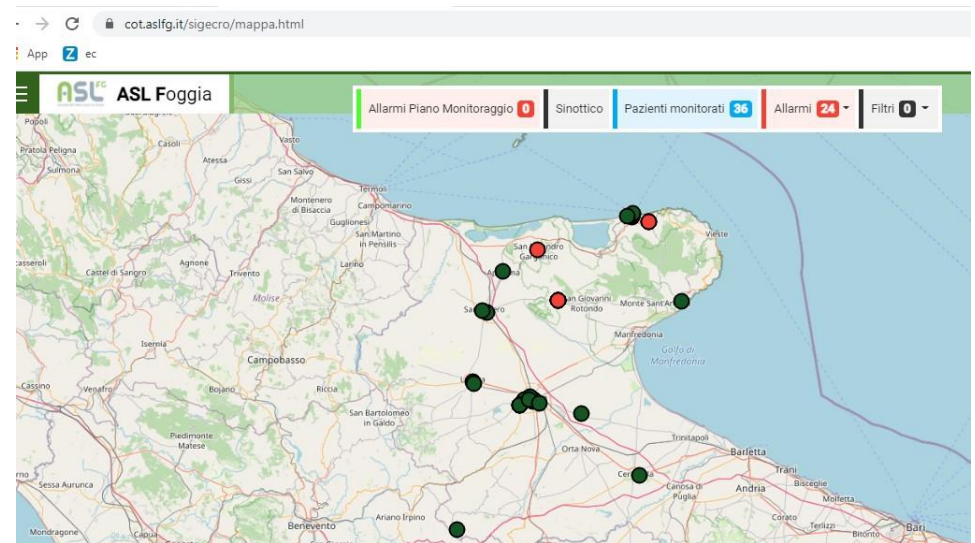 cot.aslfg.it/sigecro/mappa.html
App Z ec
ASL FG ASL Foggia
Allarmi Piano Monitoraggio 0 Sinottico Pazienti monitorati 36 Allarmi 24 Filtri 0
Popoli
Casoli
Vasto
Pratola Peligna
Atessa
Sulmona
Gissi
San Salvo
Termoli
Montenero
di Bisaccia
Campomarino
Guglionesi
San Martino
in Pensilis
Vieste
Agnone
Larino
Castel di Sangro
Trivento
Molise
San Giovanni
Rotondo
Monte Sant'An
Manfredonia
Isernia
Golfo di
Manfredonia
Campobasso
Cassino
Venafro
Bojano
Riccia
San Bartolomeo
in Galdo
Piedimonte
Matese
Trinitapoli
Orta Nova
Barletta
Trani
Sessa Aurunca
Canosa di
Puglia
Andria
Bisceglie
Molfetta
Ariano Irpino
Corato
Terlizzi
Mondragone
Capua
Benevento
Bitonto
Bari